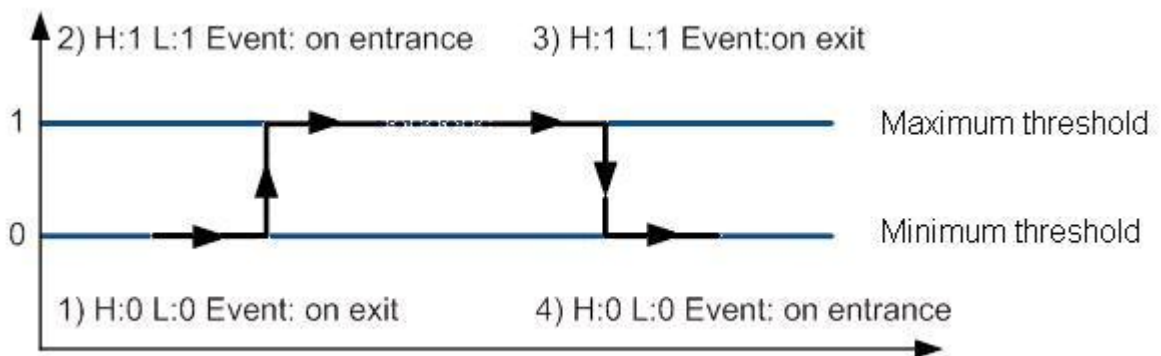 2) H:1 L:1 Event: on entrance
3) H:1 L:1 Event:on exit
1
Maximum threshold
0
Minimum threshold
1) H:0 L:0 Event: on exit
4) H:0 L:0 Event: on entrance